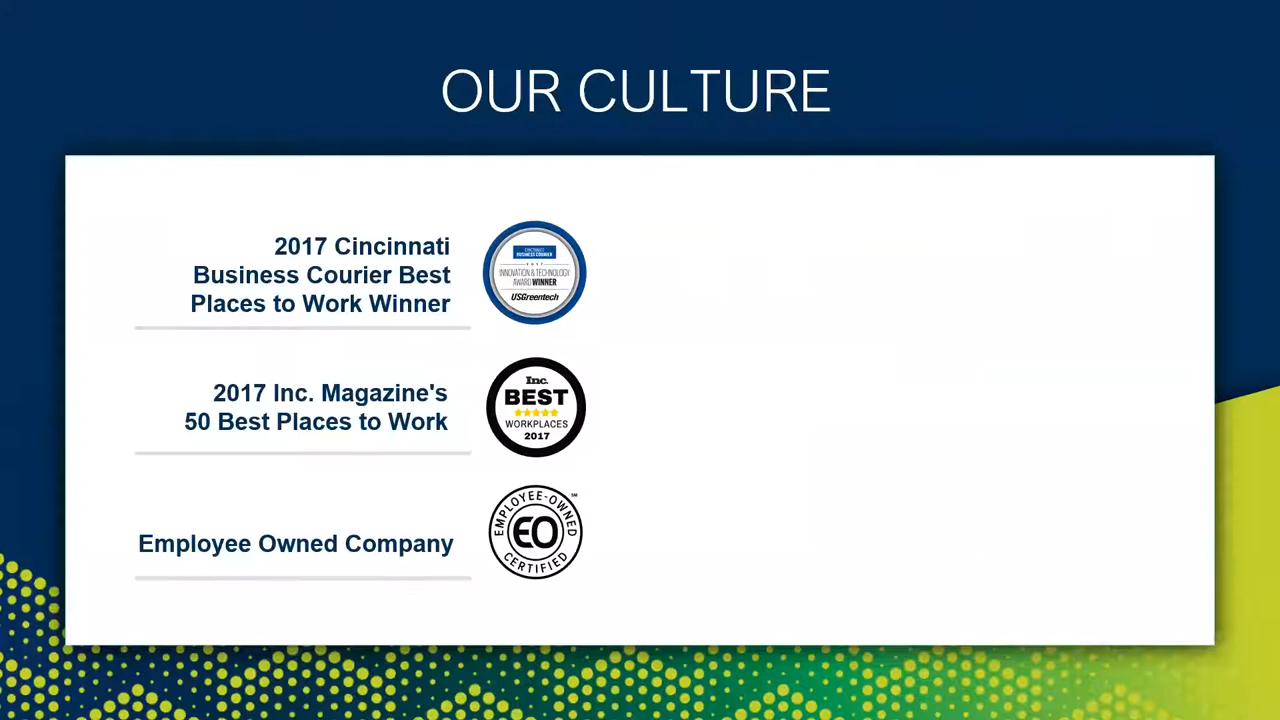 OUR CULTURE
2017 Cincinnati
Business Courier Best
Places to Work Winner
CINCINNATI
BUSINESS COURIER
2017
INNOVATION & TECHNOLOGY
AWARD WINNER
USGreentech
2017 Inc. Magazine's
50 Best Places to Work
Inc.
BEST
WORKPLACES
2017
Employee Owned Company
EMPLOYEE-OWNED SM
EO
CERTIFIED